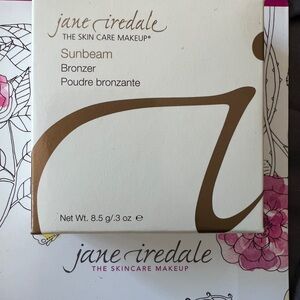 jane iredale
THE SKIN CARE MAKEUP®
Sunbeam
Bronzer
Poudre bronzante
Net Wt. 8.5 g/.3 oz ℮
jane iredale
THE SKINCARE MAKEUP